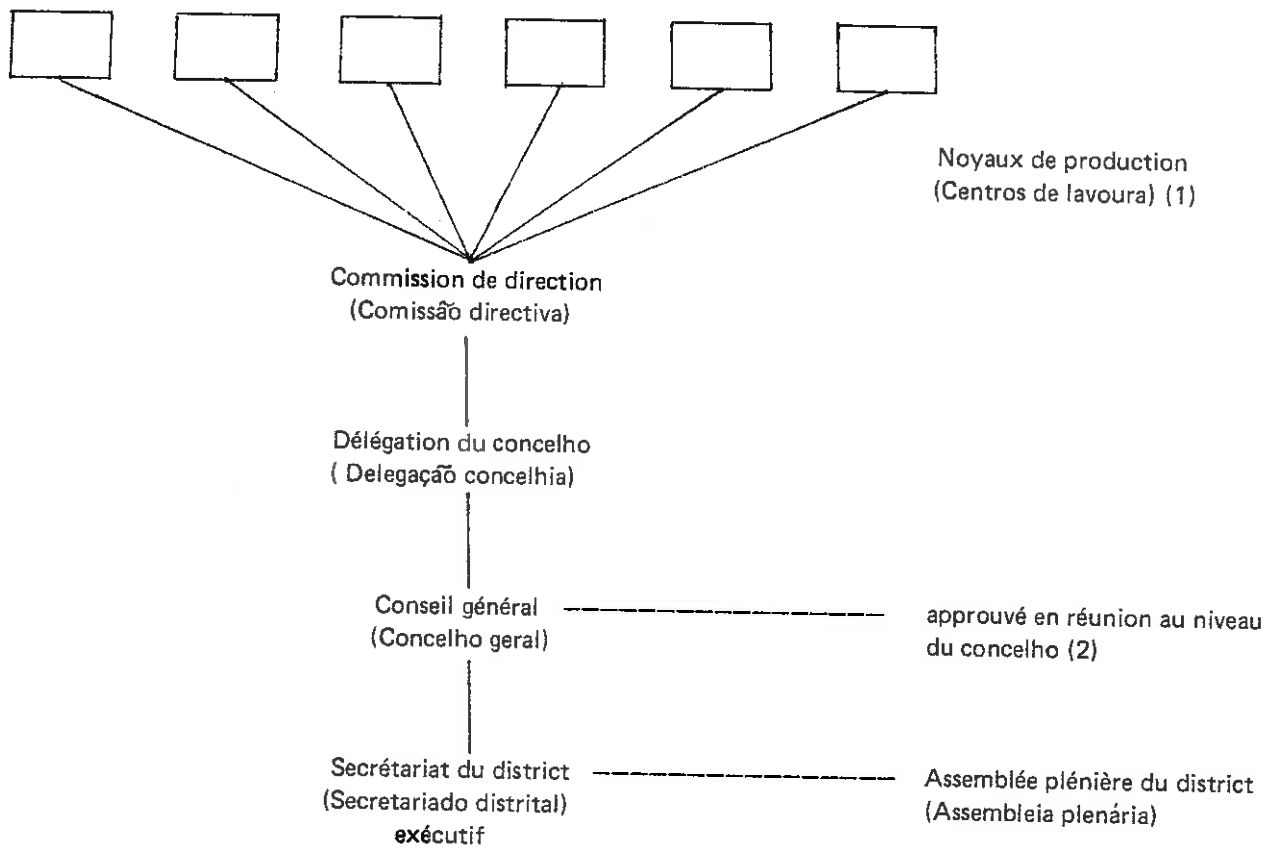 Noyaux de production
(Centros de lavoura) (1)
Commission de direction
(Comissão directiva)
Délégation du concelho
( Delegação concelhia)
Conseil général
(Concelho geral)
approuvé en réunion au niveau
du concelho (2)
Secrétariat du district
(Secretariado distrital)
exécutif
Assemblée plénière du district
(Assembleia plenária)